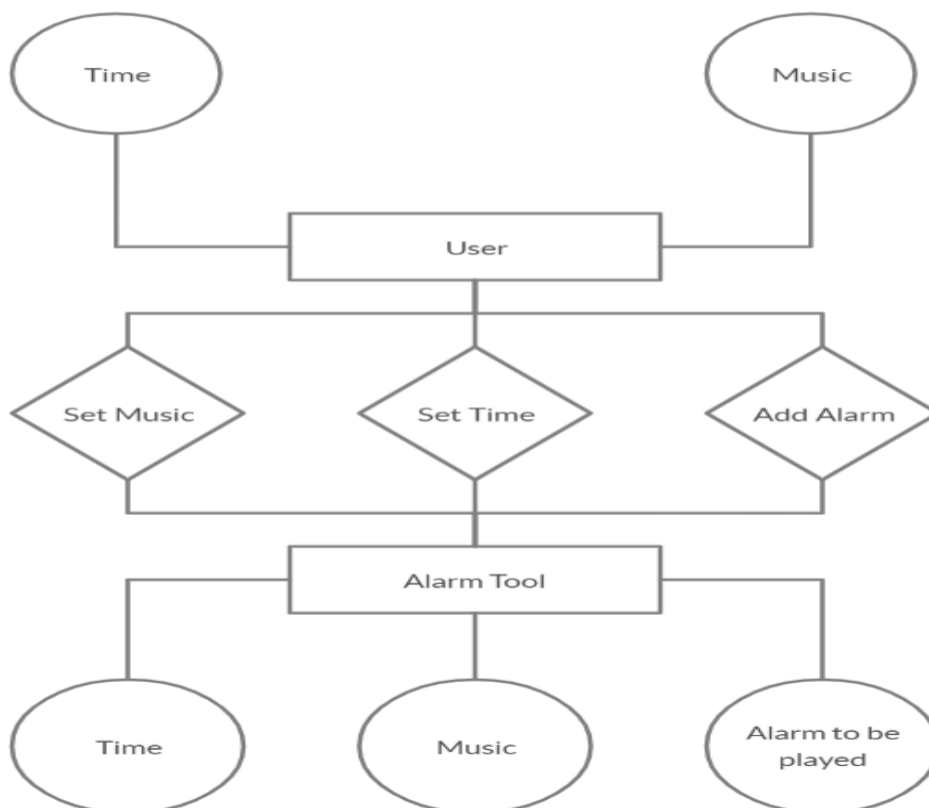 Time
Music
User
Set Music
Set Time
Add Alarm
Alarm Tool
Time
Music
Alarm to be
played